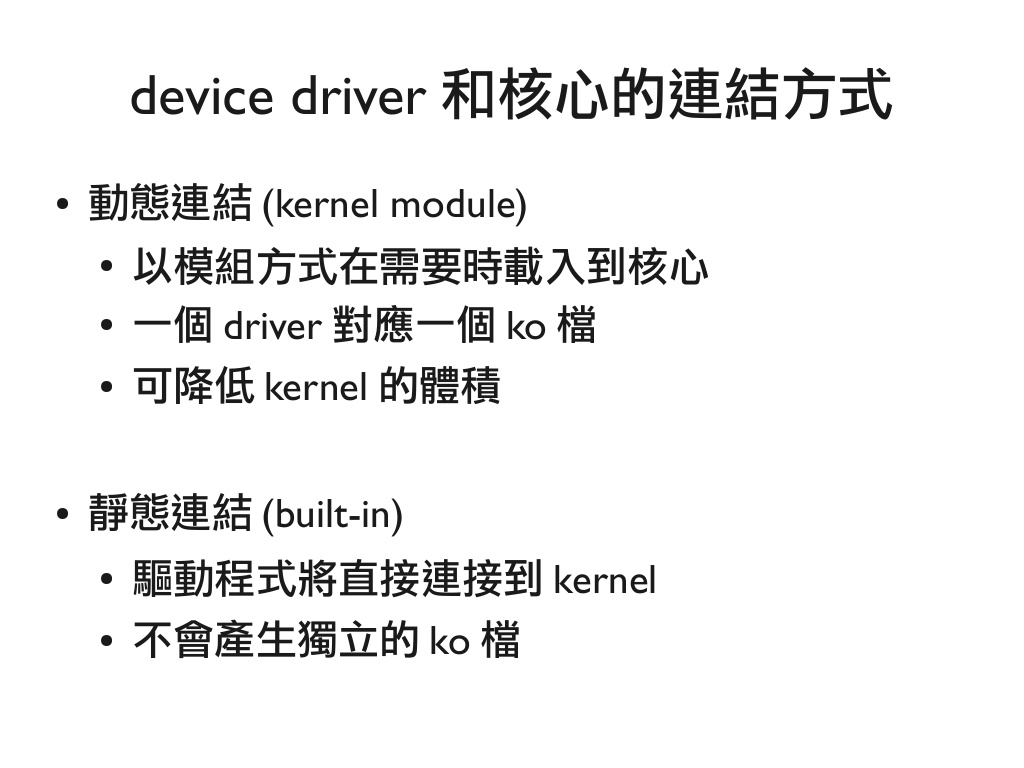 device driver 和核心的連結方式
• 動態連結 (kernel module)
• 以模組方式在需要時載入到核心
• 一個 driver 對應一個 ko 檔
• 可降低 kernel 的體積
• 靜態連結 (built-in)
• 驅動程式將直接連接到 kernel
• 不會產生獨立的 ko 檔